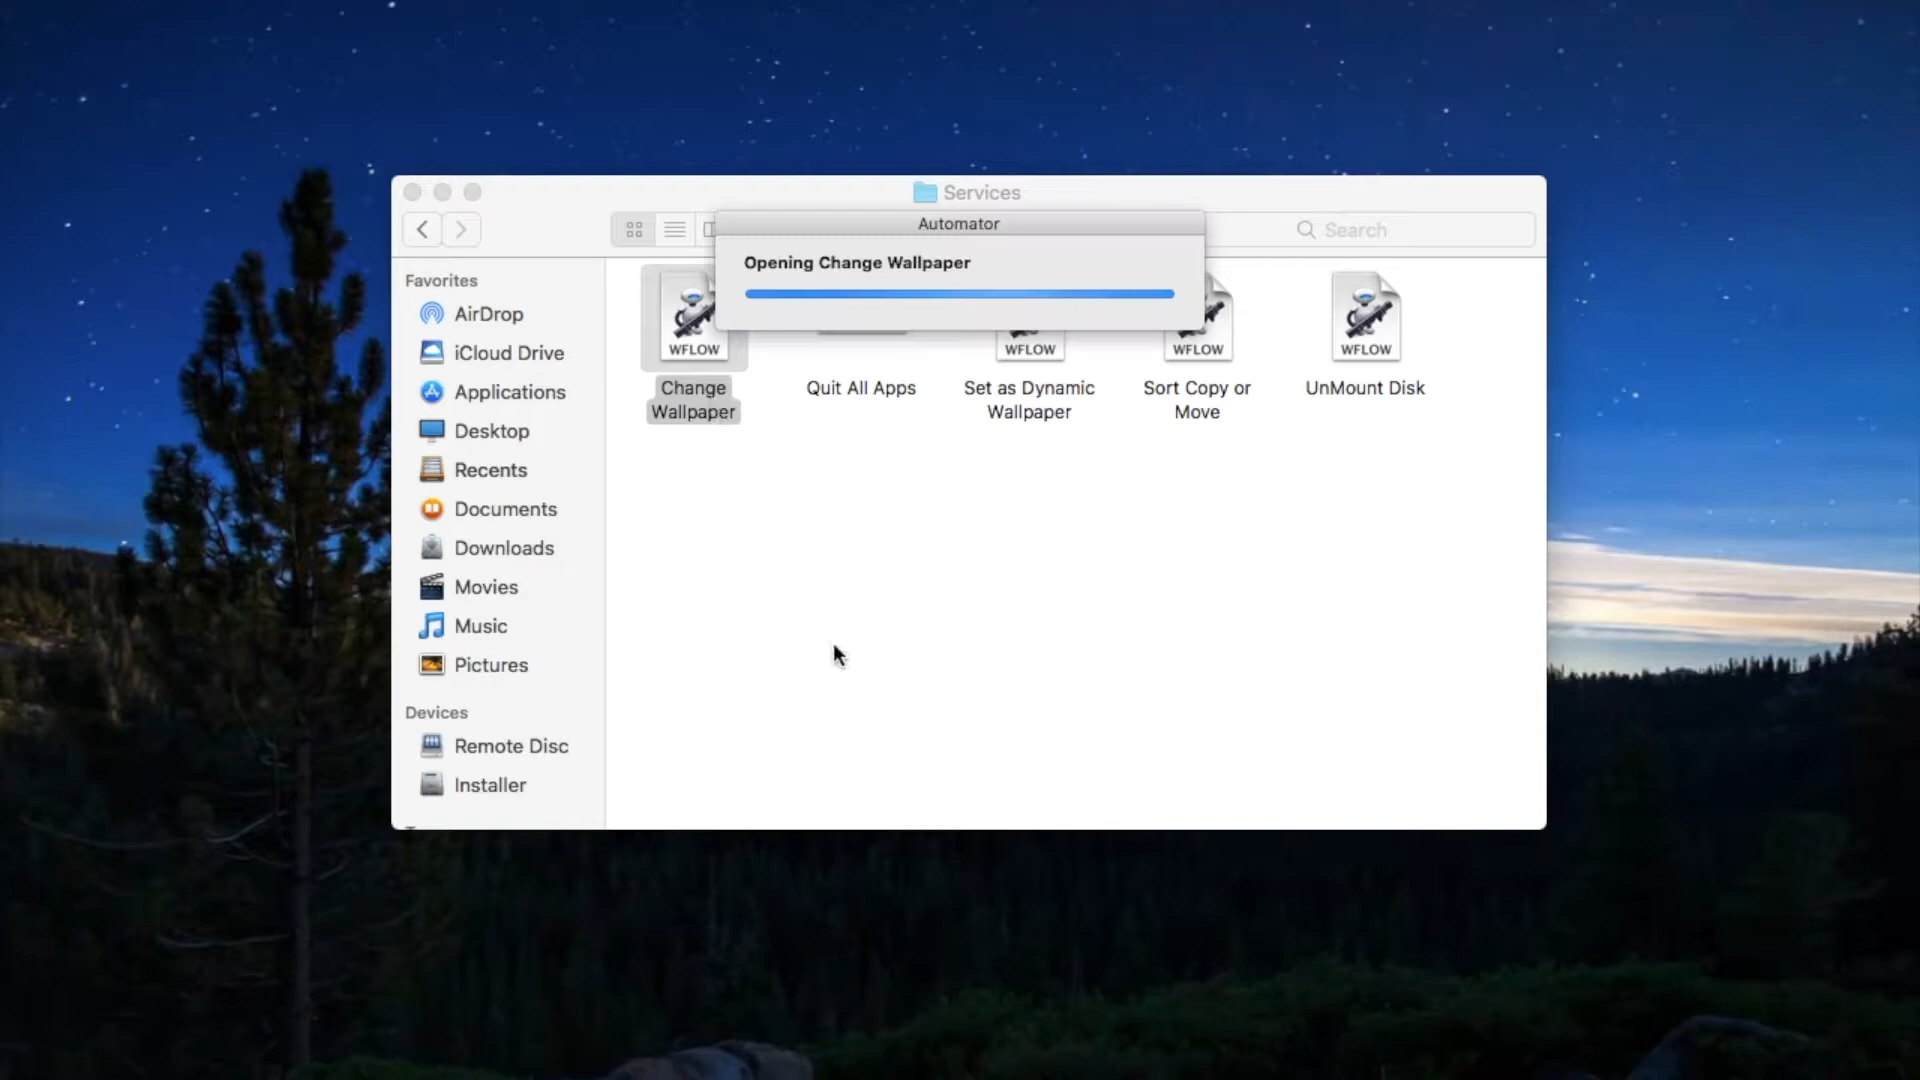 Services
Automator
Search
Opening Change Wallpaper
Favorites
AirDrop
iCloud Drive
Applications
Desktop
Recents
Documents
Downloads
Movies
Music
Pictures
Devices
Remote Disc
Installer
WFLOW
WFLOW
WFLOW
WFLOW
Change
Wallpaper
Quit All Apps
Set as Dynamic
Wallpaper
Sort Copy or
Move
UnMount Disk